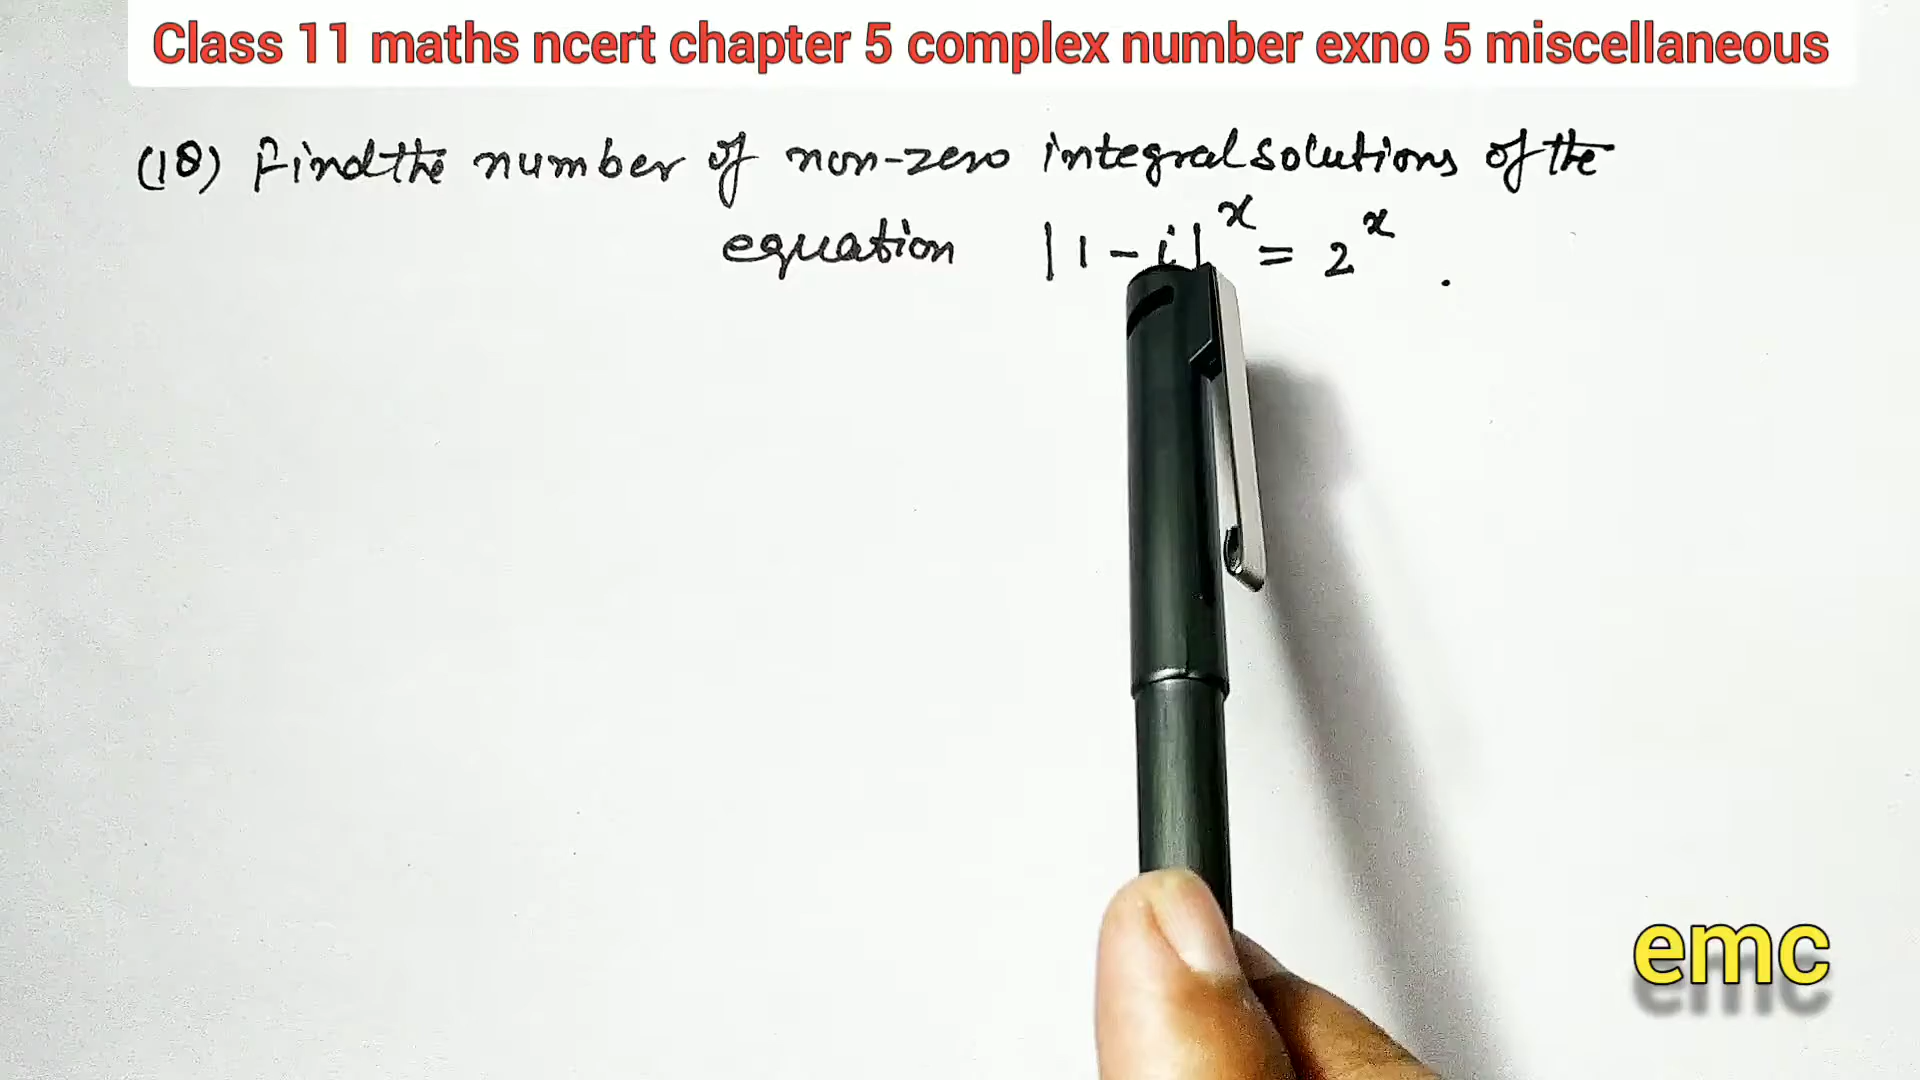 Class 11 maths ncert chapter 5 complex number exno 5 miscellaneous
(18) Find the number of non-zero integral solutions of the
equation |1-i|^x = 2^x .
emc